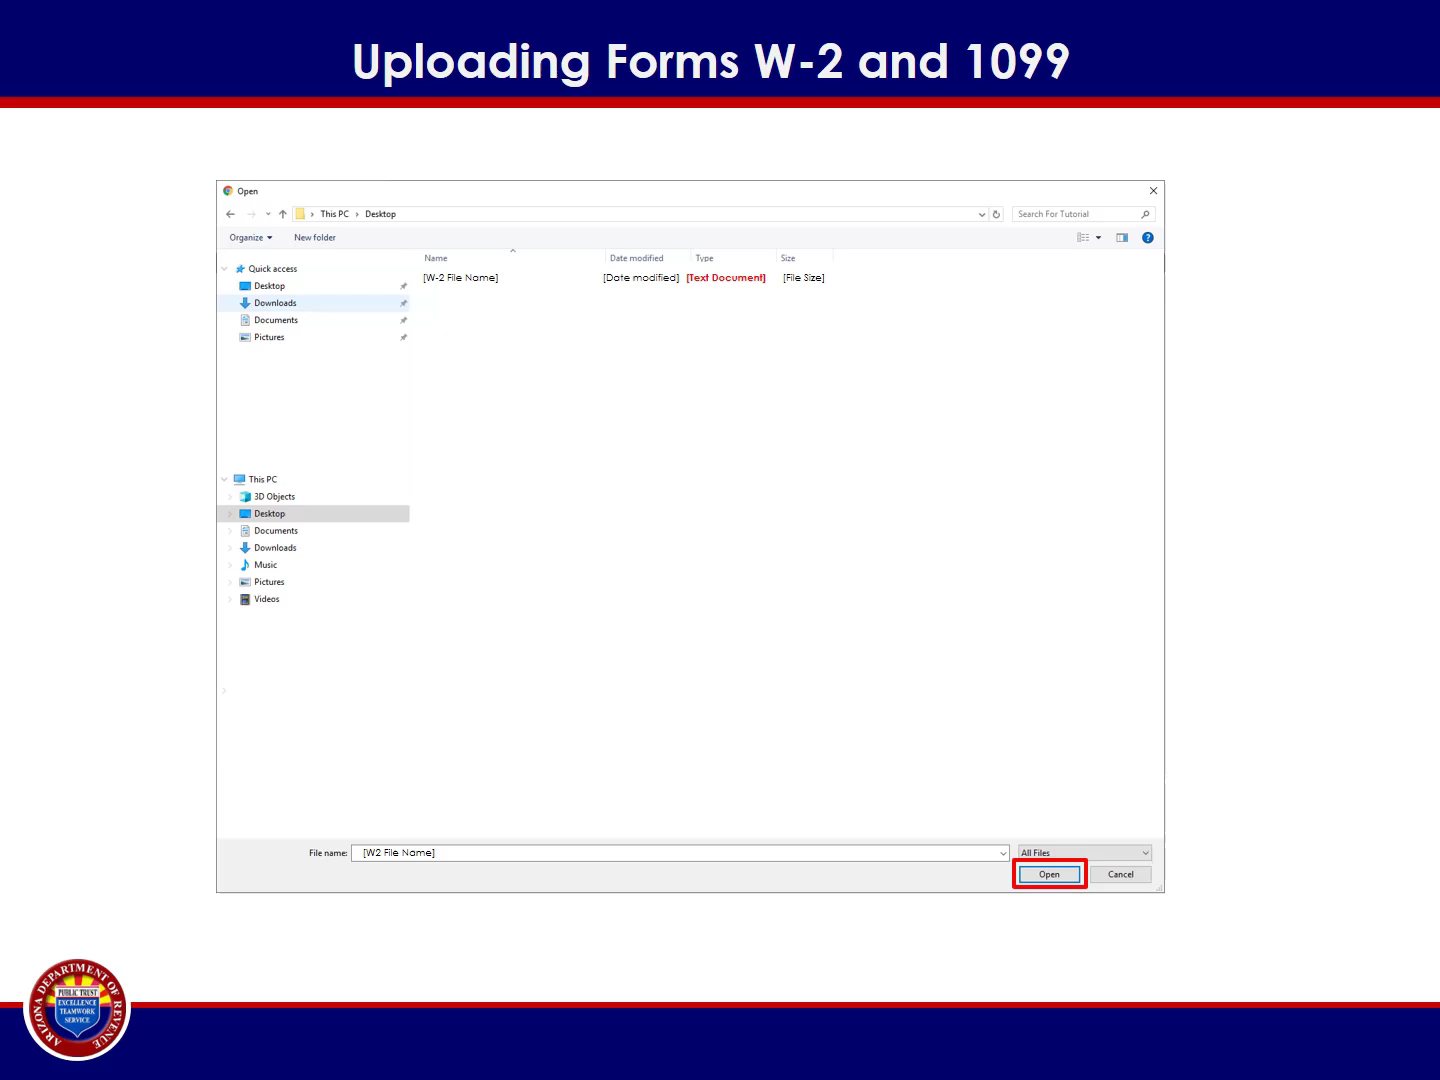 Uploading Forms W-2 and 1099
Open
This PC > Desktop
Search For Tutorial
Organize
New folder
Name
Date modified
Type
Size
[W-2 File Name]
[Date modified]
[Text Document]
[File Size]
Quick access
Desktop
Downloads
Documents
Pictures
This PC
3D Objects
Desktop
Documents
Downloads
Music
Pictures
Videos
File name:
[W2 File Name]
All Files
Open
Cancel
ARIZONA DEPARTMENT OF REVENUE
PUBLIC TRUST
EXCELLENCE
TEAMWORK
SERVICE